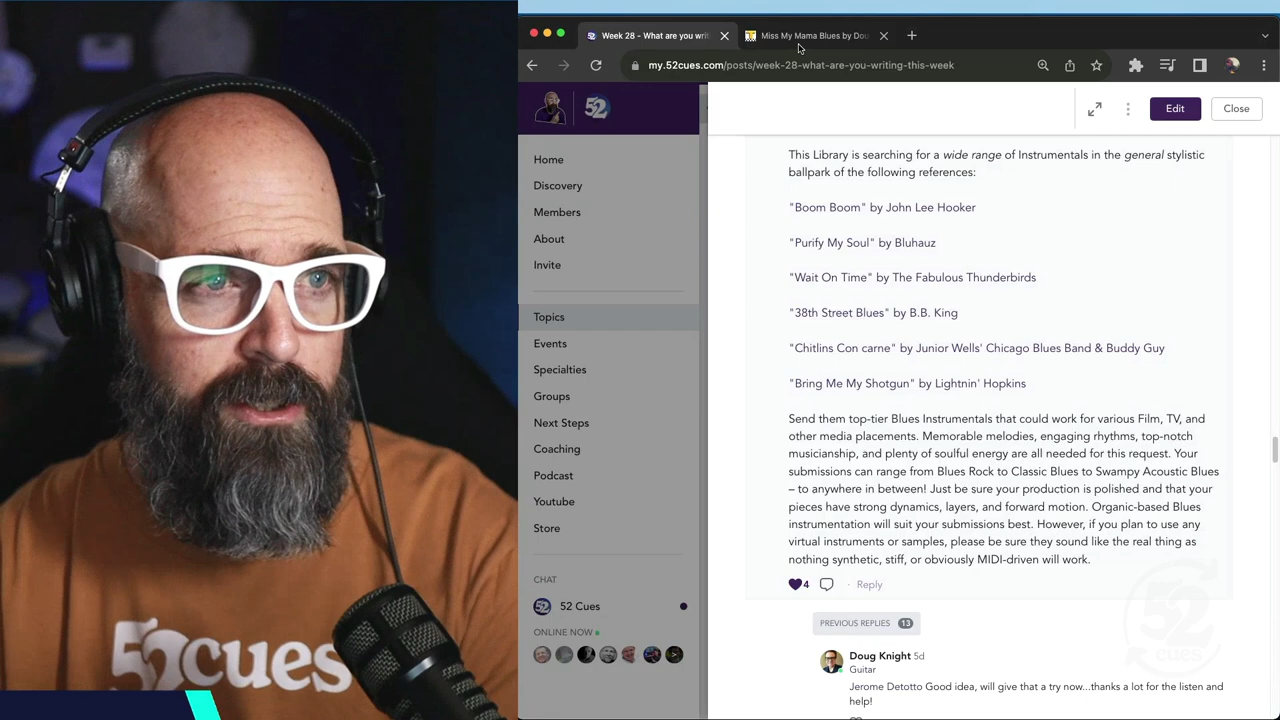 Week 28 - What are you writ
Miss My Mama Blues by Dou
my.52cues.com/posts/week-28-what-are-you-writing-this-week
52
Edit
Close
Home
Discovery
Members
About
Invite
Topics
Events
Specialties
Groups
Next Steps
Coaching
Podcast
Youtube
Store
CHAT
52 Cues
ONLINE NOW
This Library is searching for a wide range of Instrumentals in the general stylistic
ballpark of the following references:
"Boom Boom" by John Lee Hooker
"Purify My Soul" by Bluhauz
"Wait On Time" by The Fabulous Thunderbirds
"38th Street Blues" by B.B. King
"Chitlins Con carne" by Junior Wells' Chicago Blues Band & Buddy Guy
"Bring Me My Shotgun" by Lightnin' Hopkins
Send them top-tier Blues Instrumentals that could work for various Film, TV, and
other media placements. Memorable melodies, engaging rhythms, top-notch
musicianship, and plenty of soulful energy are all needed for this request. Your
submissions can range from Blues Rock to Classic Blues to Swampy Acoustic Blues
– to anywhere in between! Just be sure your production is polished and that your
pieces have strong dynamics, layers, and forward motion. Organic-based Blues
instrumentation will suit your submissions best. However, if you plan to use any
virtual instruments or samples, please be sure they sound like the real thing as
nothing synthetic, stiff, or obviously MIDI-driven will work.
4 · Reply
PREVIOUS REPLIES 13
Doug Knight 5d
Guitar
Jerome Detotto Good idea, will give that a try now...thanks a lot for the listen and
help!
52cues
52
cues